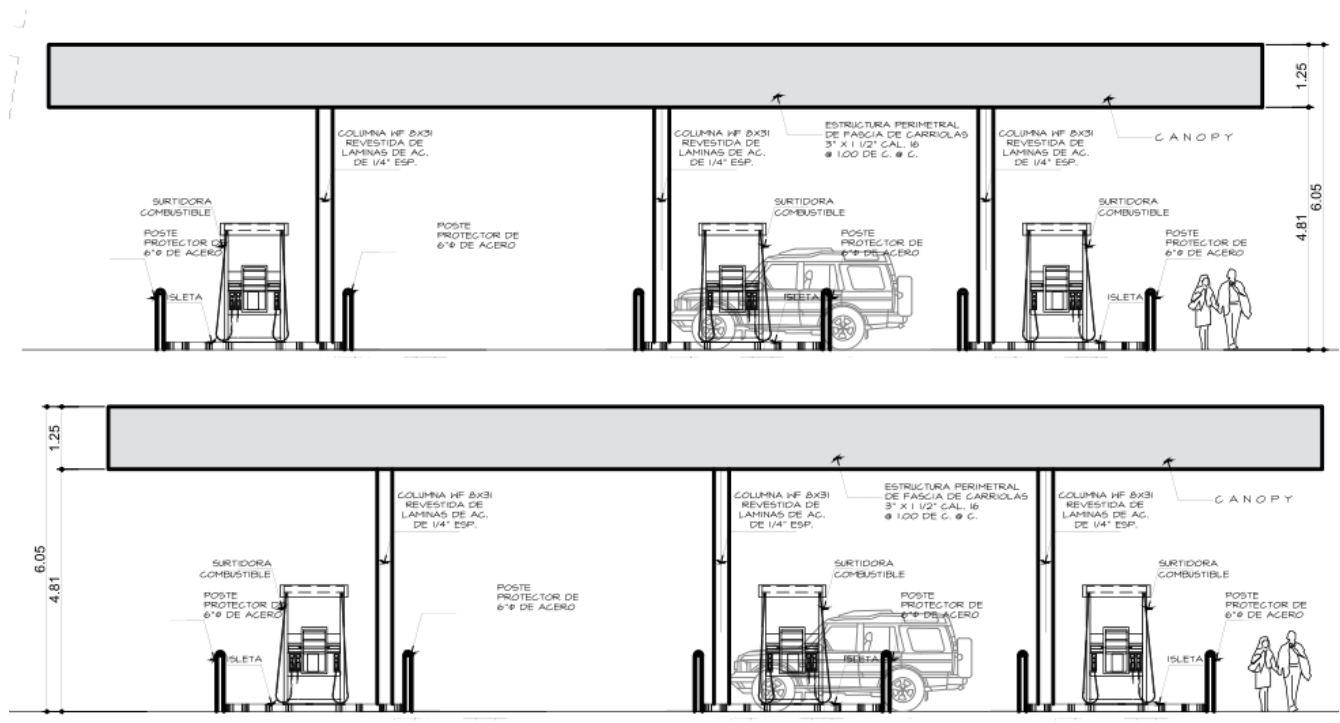 1.25
COLUMNA WF 8X31
REVESTIDA DE
LAMINAS DE AC.
DE 1/4" ESP.
COLUMNA WF 8X31
REVESTIDA DE
LAMINAS DE AC.
DE 1/4" ESP.
ESTRUCTURA PERIMETRAL
DE FASCIA DE CARRIOLAS
3" X 1 1/2" CAL. 16
@ 1.00 DE C. @ C.
COLUMNA WF 8X31
REVESTIDA DE
LAMINAS DE AC.
DE 1/4" ESP.
CANOPY
6.05
4.81
SURTIDORA
COMBUSTIBLE
POSTE
PROTECTOR DE
6"Φ DE ACERO
ISLETA
POSTE
PROTECTOR DE
6"Φ DE ACERO
SURTIDORA
COMBUSTIBLE
POSTE
PROTECTOR DE
6"Φ DE ACERO
ISLETA
SURTIDORA
COMBUSTIBLE
POSTE
PROTECTOR DE
6"Φ DE ACERO
ISLETA
1.25
6.05
4.81
COLUMNA WF 8X31
REVESTIDA DE
LAMINAS DE AC.
DE 1/4" ESP.
COLUMNA WF 8X31
REVESTIDA DE
LAMINAS DE AC.
DE 1/4" ESP.
ESTRUCTURA PERIMETRAL
DE FASCIA DE CARRIOLAS
3" X 1 1/2" CAL. 16
@ 1.00 DE C. @ C.
COLUMNA WF 8X31
REVESTIDA DE
LAMINAS DE AC.
DE 1/4" ESP.
CANOPY
SURTIDORA
COMBUSTIBLE
POSTE
PROTECTOR DE
6"Φ DE ACERO
ISLETA
POSTE
PROTECTOR DE
6"Φ DE ACERO
SURTIDORA
COMBUSTIBLE
POSTE
PROTECTOR DE
6"Φ DE ACERO
ISLETA
SURTIDORA
COMBUSTIBLE
POSTE
PROTECTOR DE
6"Φ DE ACERO
ISLETA